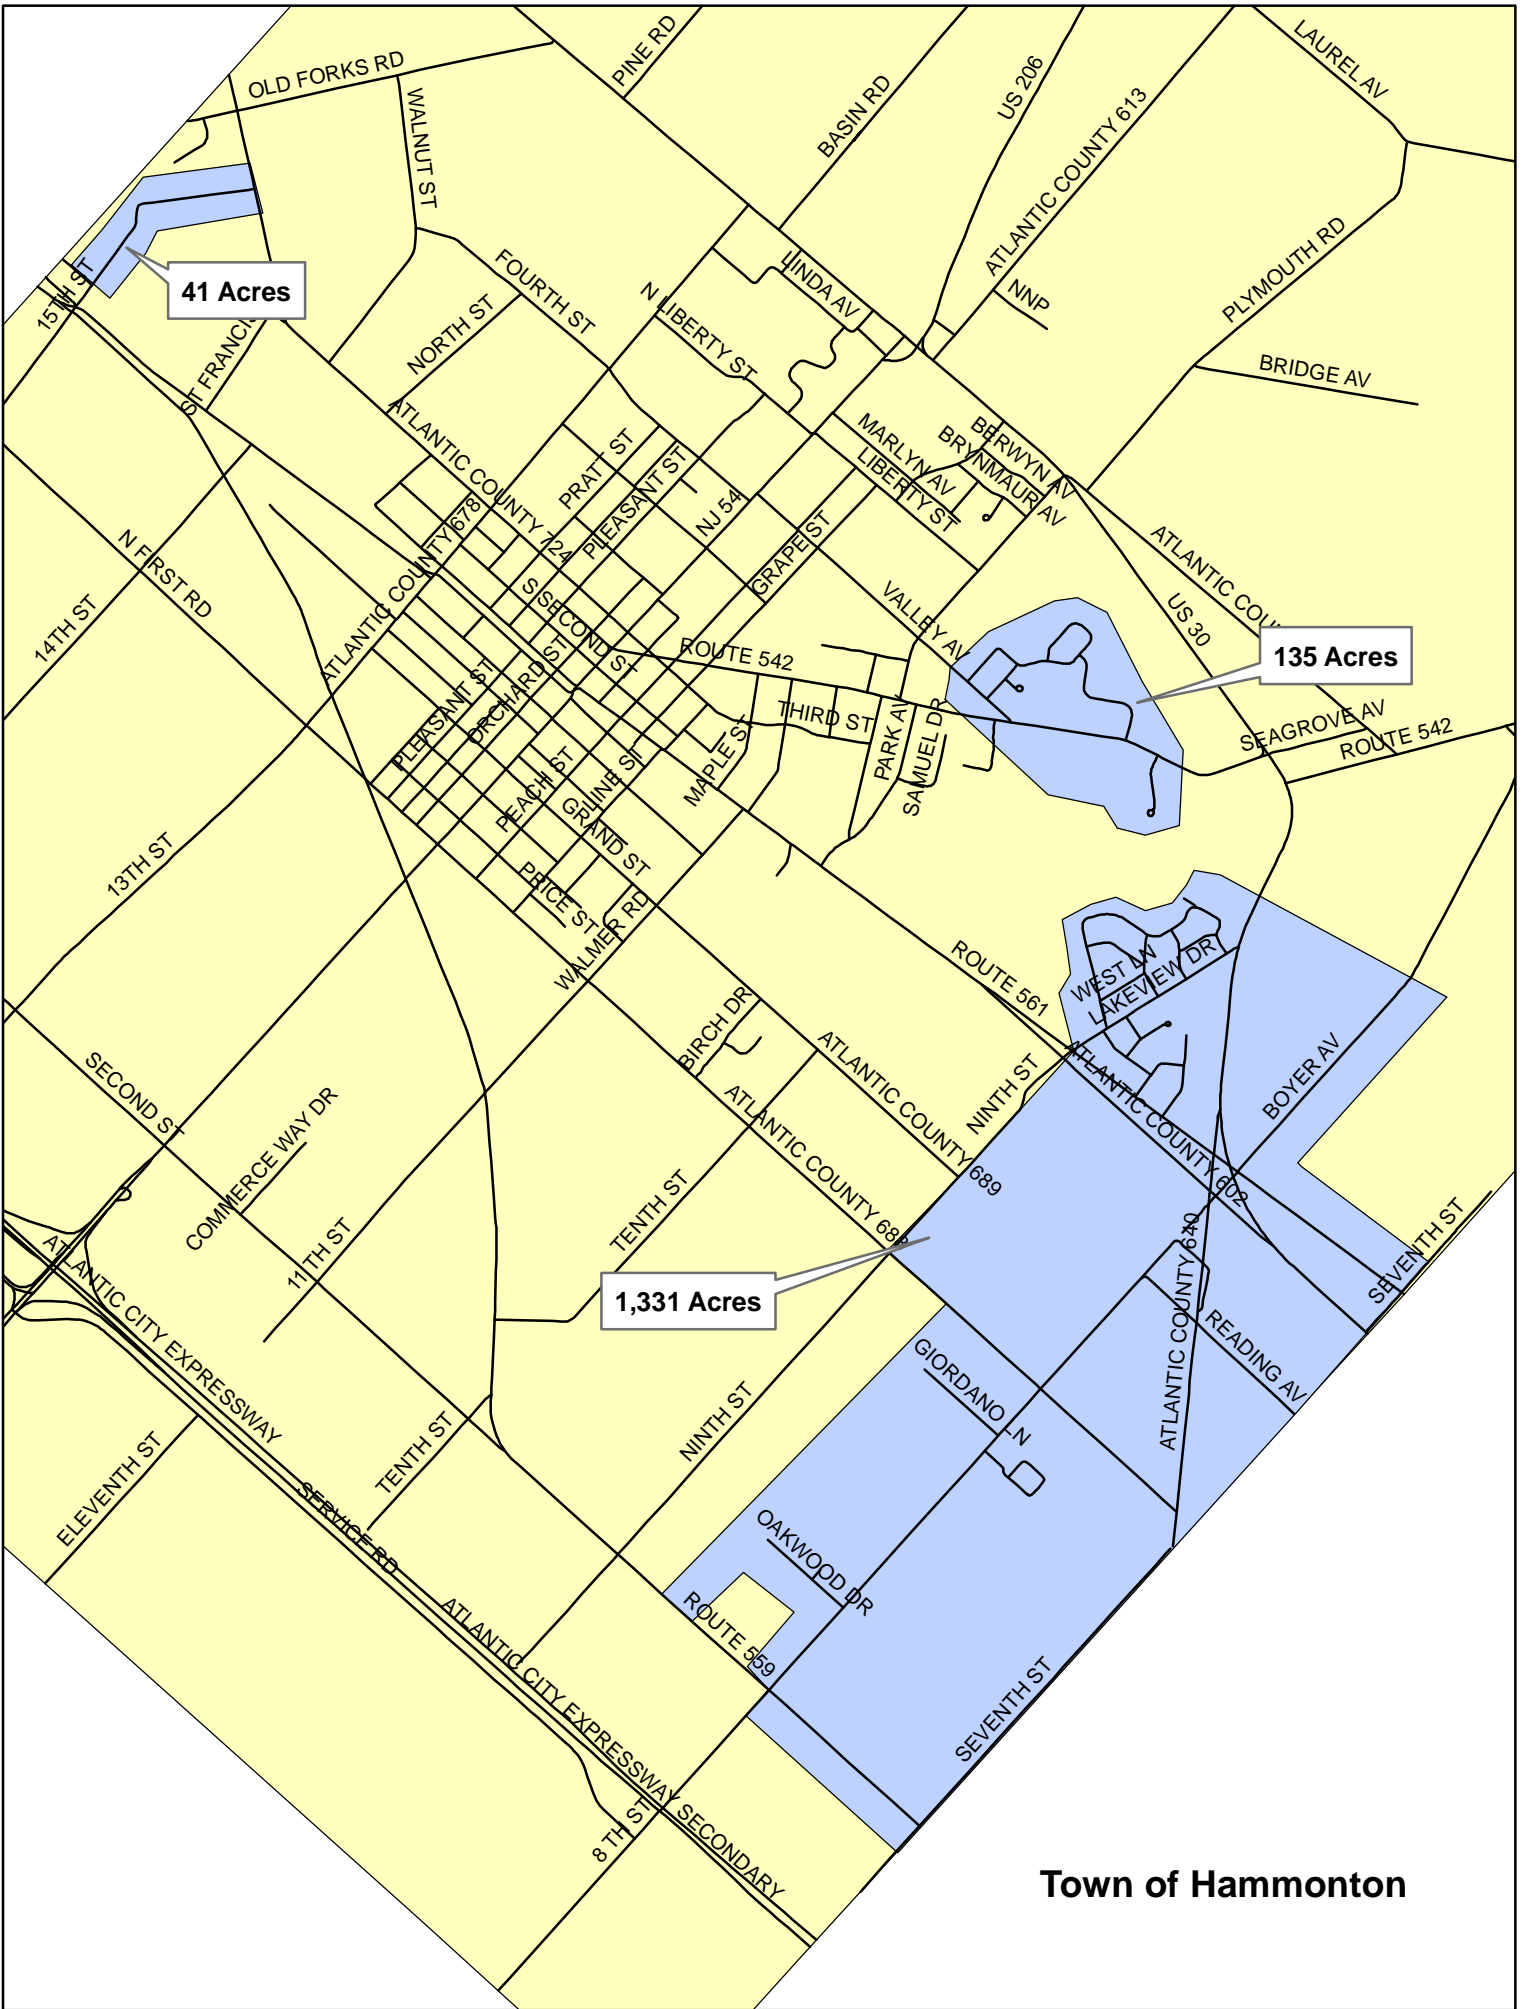 OLD FORKS RD
PINE RD
LAUREL AV
WALNUT ST
BASIN RD
US 206
ATLANTIC COUNTY 613
41 Acres
15TH ST
FOURTH ST
LINDA AV
NNP
PLYMOUTH RD
NORTH ST
N LIBERTY ST
ST FRANCIS
BRIDGE AV
ATLANTIC COUNTY 724
PRATT ST
PLEASANT ST
MARLYN AV
BRYNMAUR AV
BERWYN AV
LIBERTY ST
NJ 54
N FIRST RD
ATLANTIC COUNTY 678
S SECOND ST
GRAPE ST
VALLEY AV
US 30
ATLANTIC COU
14TH ST
ROUTE 542
135 Acres
PLEASANT ST
ORCHARD ST
THIRD ST
PARK AV
SAMUEL DR
SEAGROVE AV
ROUTE 542
PEACH ST
LINE ST
MAPLE ST
GRAND ST
13TH ST
PRICE ST
WALMER RD
WEST LN
LAKEVIEW DR
ROUTE 561
BIRCH DR
ATLANTIC COUNTY 689
NINTH ST
ATLANTIC COUNTY 602
BOYER AV
SECOND ST
COMMERCE WAY DR
ATLANTIC COUNTY 688
TENTH ST
11TH ST
ATLANTIC COUNTY 640
SEVENTH ST
ATLANTIC CITY EXPRESSWAY
1,331 Acres
READING AV
GIORDANO LN
NINTH ST
TENTH ST
ELEVENTH ST
SERVICE RD
OAKWOOD DR
ROUTE 559
ATLANTIC CITY EXPRESSWAY SECONDARY
SEVENTH ST
8 TH ST
Town of Hammonton